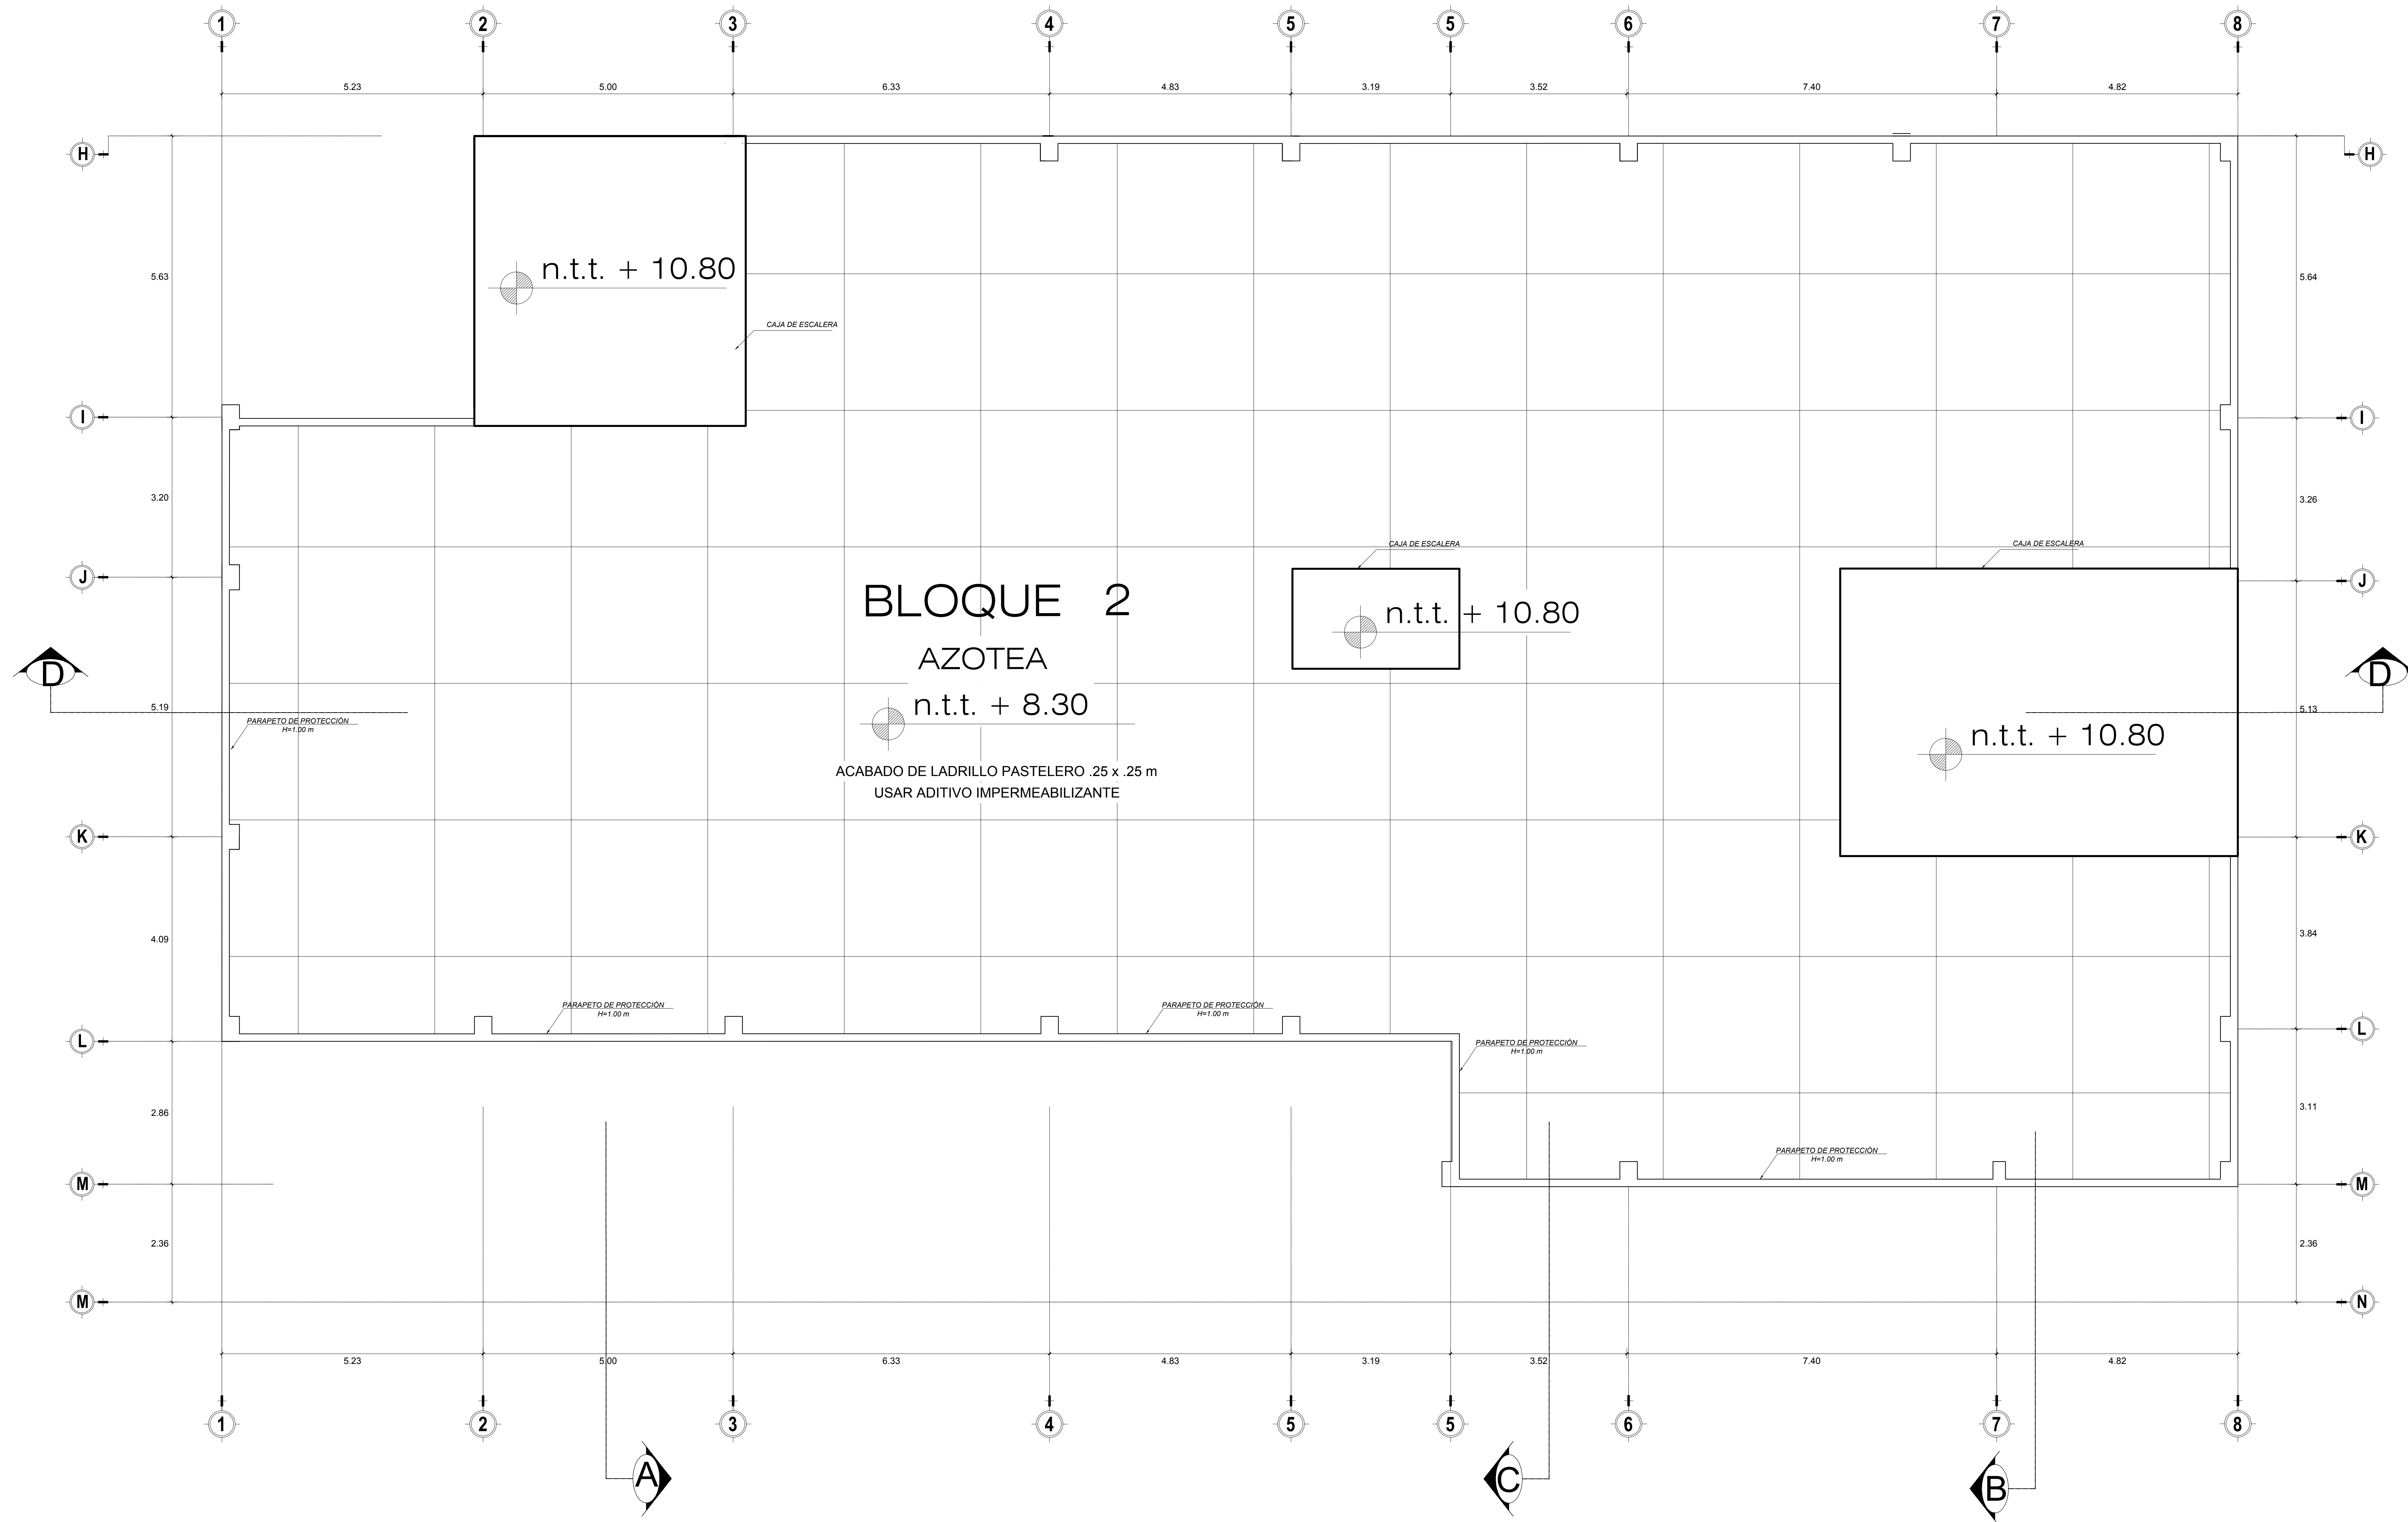 1 2 3 4 5 5 6 7 8
5.23 5.00 6.33 4.83 3.19 3.52 7.40 4.82
H H
n.t.t. + 10.80
5.63 5.64
CAJA DE ESCALERA
I I
3.20 3.26
CAJA DE ESCALERA CAJA DE ESCALERA
J J
BLOQUE 2
n.t.t. + 10.80
AZOTEA
D D
n.t.t. + 8.30
5.19 5.13
PARAPETO DE PROTECCIÓN
H=1.00 m
n.t.t. + 10.80
ACABADO DE LADRILLO PASTELERO .25 x .25 m
USAR ADITIVO IMPERMEABILIZANTE
K K
4.09 3.84
PARAPETO DE PROTECCIÓN PARAPETO DE PROTECCIÓN
H=1.00 m H=1.00 m
L L
PARAPETO DE PROTECCIÓN
H=1.00 m
2.86 3.11
PARAPETO DE PROTECCIÓN
H=1.00 m
M M
2.36 2.36
M N
5.23 5.00 6.33 4.83 3.19 3.52 7.40 4.82
1 2 3 4 5 5 6 7 8
A C B